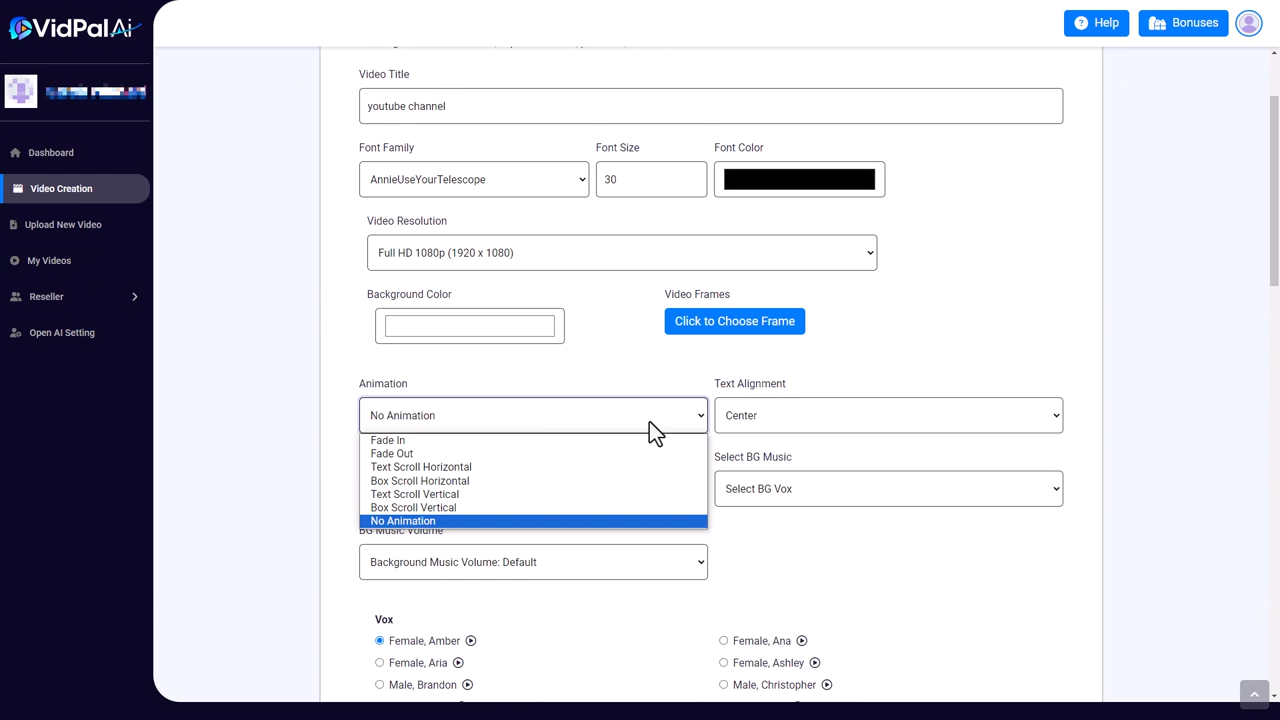 VidPal Ai
Help
Bonuses
Dashboard
Video Creation
Upload New Video
My Videos
Reseller
Open AI Setting
Video Title
youtube channel
Font Family
Font Size
Font Color
AnnieUseYourTelescope
30
Video Resolution
Full HD 1080p (1920 x 1080)
Background Color
Video Frames
Click to Choose Frame
Animation
Text Alignment
No Animation
Center
Fade In
Fade Out
Text Scroll Horizontal
Box Scroll Horizontal
Text Scroll Vertical
Box Scroll Vertical
No Animation
Select BG Music
Select BG Vox
BG Music Volume
Background Music Volume: Default
Vox
Female, Amber
Female, Ana
Female, Aria
Female, Ashley
Male, Brandon
Male, Christopher